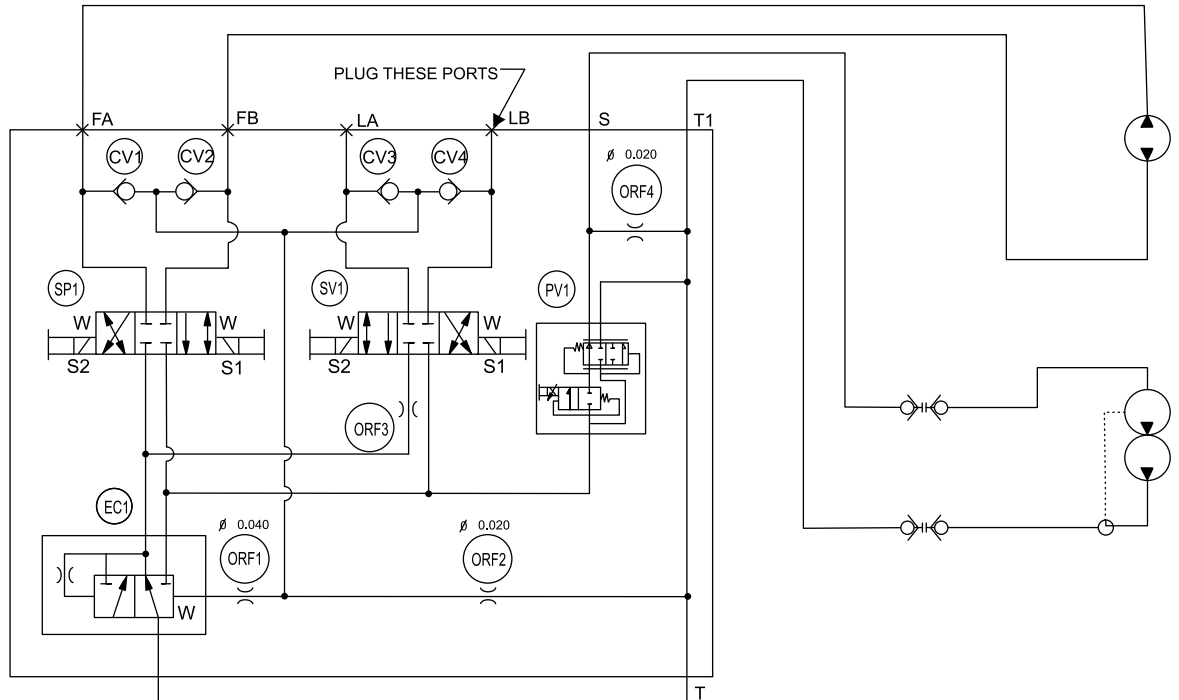 PLUG THESE PORTS
FA
FB
LA
LB
S
T1
CV1
CV2
CV3
CV4
ø 0.020
ORF4
SP1
SV1
PV1
W
W
W
W
S2
S1
S2
S1
ORF3
EC1
ø 0.040
ø 0.020
ORF1
ORF2
W
T